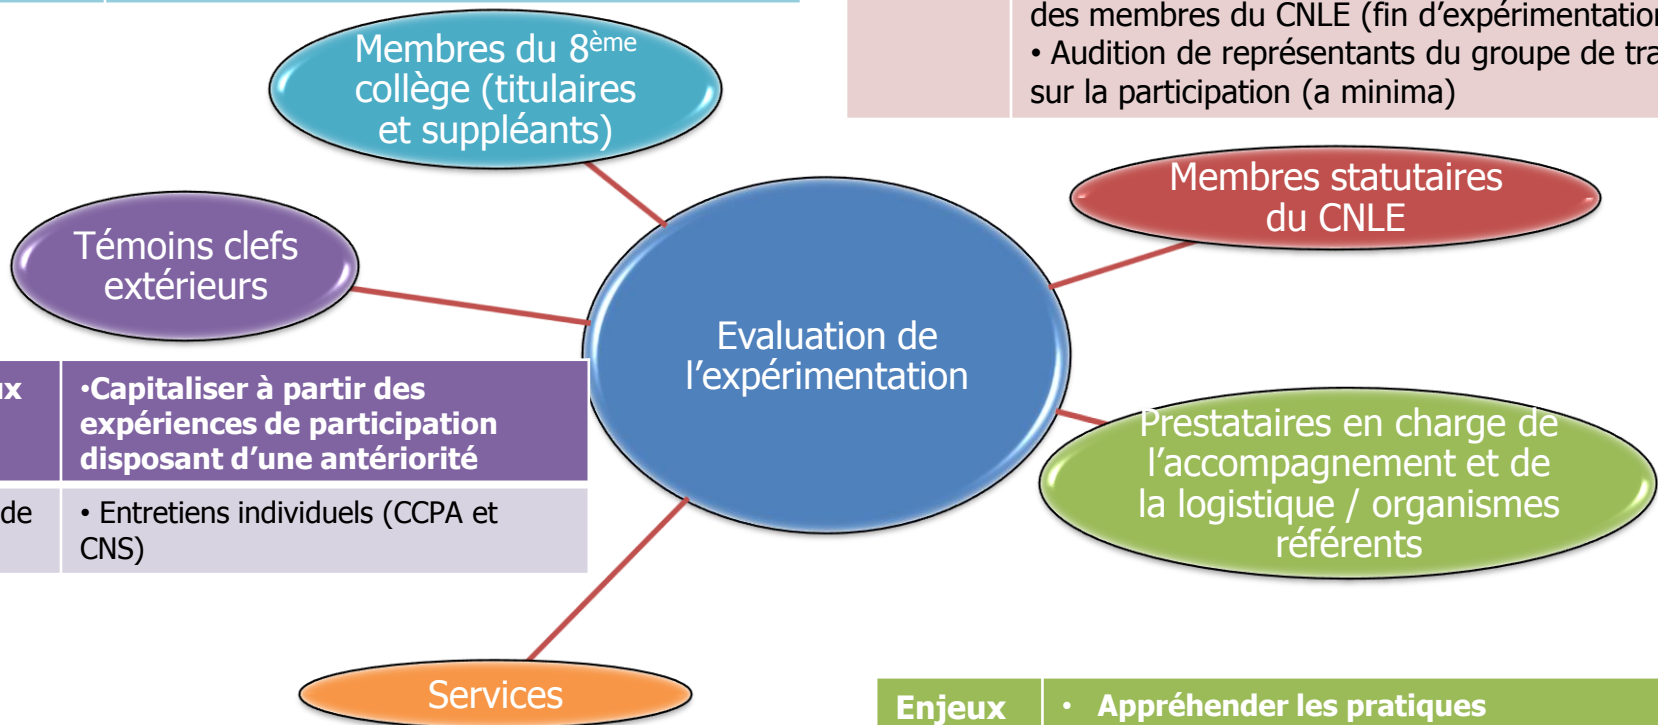 des membres du CNLE (fin d’expérimentation
• Audition de représentants du groupe de tra
sur la participation (a minima)
Membres du 8ème
collège (titulaires
et suppléants)
Membres statutaires
du CNLE
Témoins clefs
extérieurs
Evaluation de
l’expérimentation
ux
•Capitaliser à partir des
expériences de participation
disposant d’une antériorité
de
• Entretiens individuels (CCPA et
CNS)
Prestataires en charge de
l’accompagnement et de
la logistique / organismes
référents
Services
Enjeux
• Appréhender les pratiques